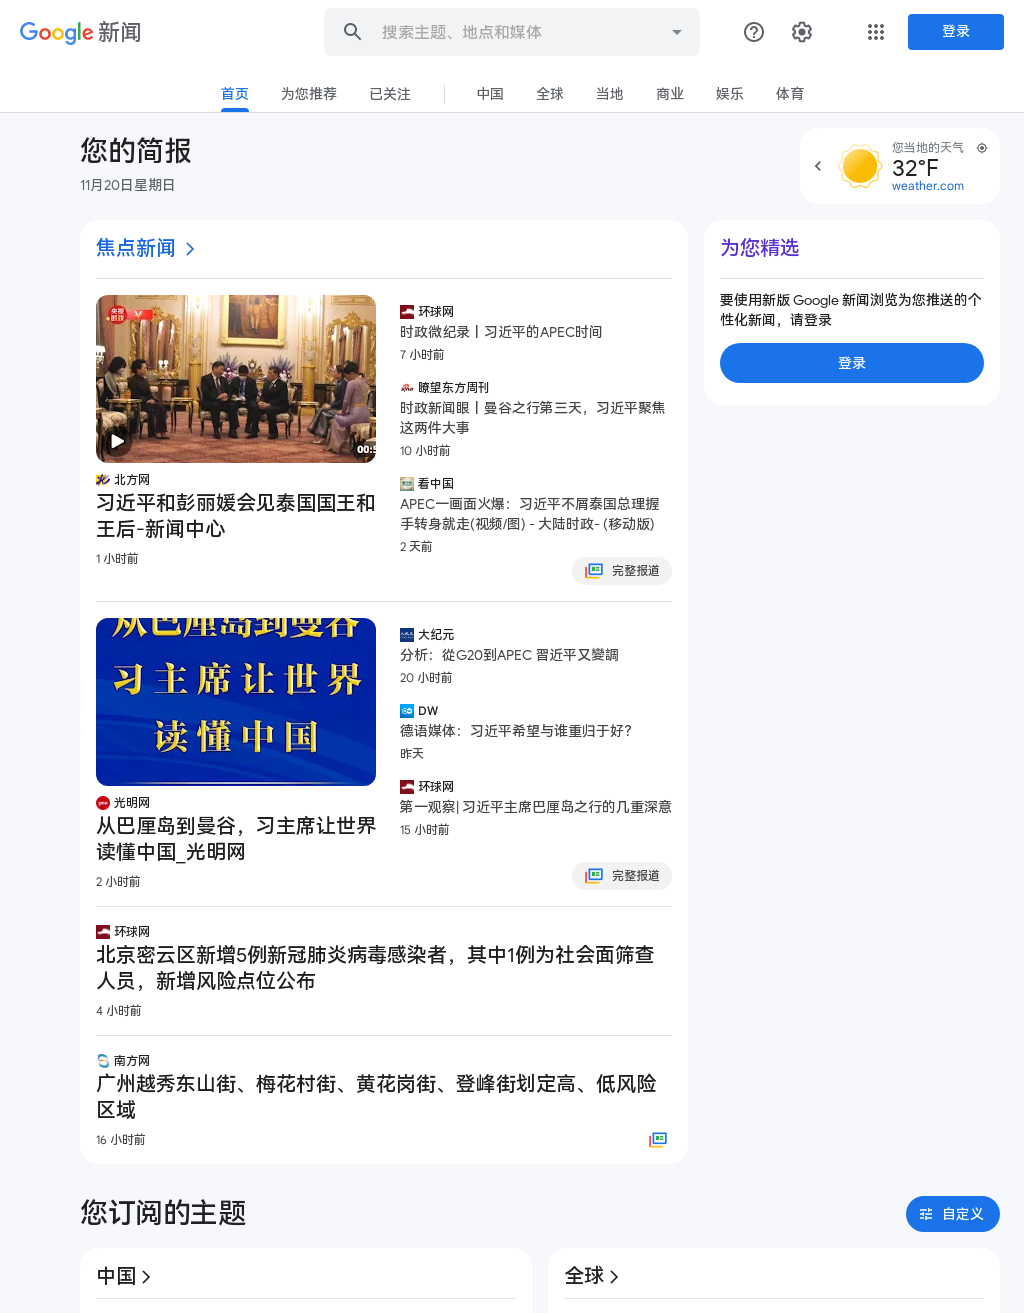 Google 新闻
搜索主题、地点和媒体
登录
首页
为您推荐
已关注
中国
全球
当地
商业
娱乐
体育
您的简报
11月20日星期日
您当地的天气
32°F
weather.com
焦点新闻
央视
时政
00:5
北方网
习近平和彭丽媛会见泰国国王和
王后-新闻中心
1 小时前
环球网
时政微纪录丨习近平的APEC时间
7 小时前
瞭望东方周刊
时政新闻眼丨曼谷之行第三天，习近平聚焦
这两件大事
10 小时前
看中国
APEC一画面火爆：习近平不屑泰国总理握
手转身就走(视频/图) - 大陆时政- (移动版)
2 天前
完整报道
为您精选
要使用新版 Google 新闻浏览为您推送的个
性化新闻，请登录
登录
从巴厘岛到曼谷
习主席让世界
读懂中国
光明网
从巴厘岛到曼谷，习主席让世界
读懂中国_光明网
2 小时前
大纪元
分析：從G20到APEC 習近平又變調
20 小时前
DW
德语媒体：习近平希望与谁重归于好？
昨天
环球网
第一观察| 习近平主席巴厘岛之行的几重深意
15 小时前
完整报道
环球网
北京密云区新增5例新冠肺炎病毒感染者，其中1例为社会面筛查
人员，新增风险点位公布
4 小时前
南方网
广州越秀东山街、梅花村街、黄花岗街、登峰街划定高、低风险
区域
16 小时前
您订阅的主题
自定义
中国
全球